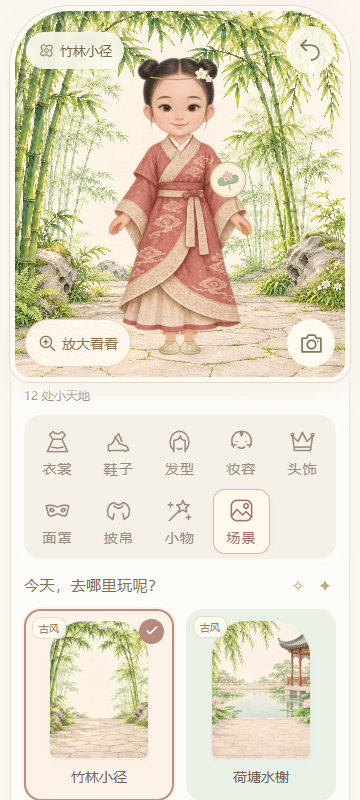 竹林小径
放大看看
12 处小天地
衣裳 鞋子 发型 妆容 头饰
面罩 披帛 小物 场景
今天，去哪里玩呢？
古风 古风
竹林小径 荷塘水榭